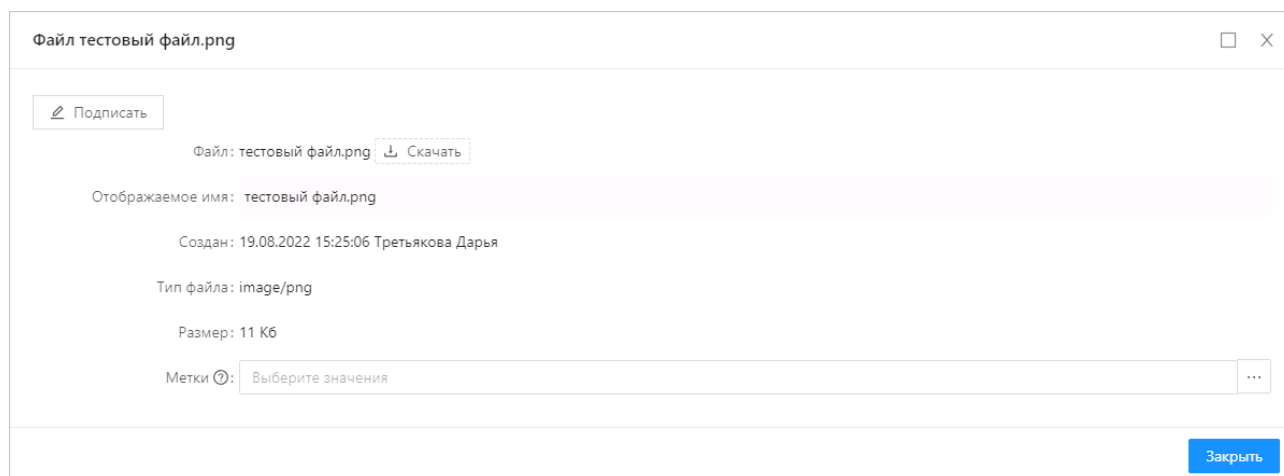 Файл тестовый файл.png
Подписать
Файл: тестовый файл.png Скачать
Отображаемое имя: тестовый файл.png
Создан: 19.08.2022 15:25:06 Третьякова Дарья
Тип файла: image/png
Размер: 11 Кб
Метки ?: Выберите значения ...
Закрыть